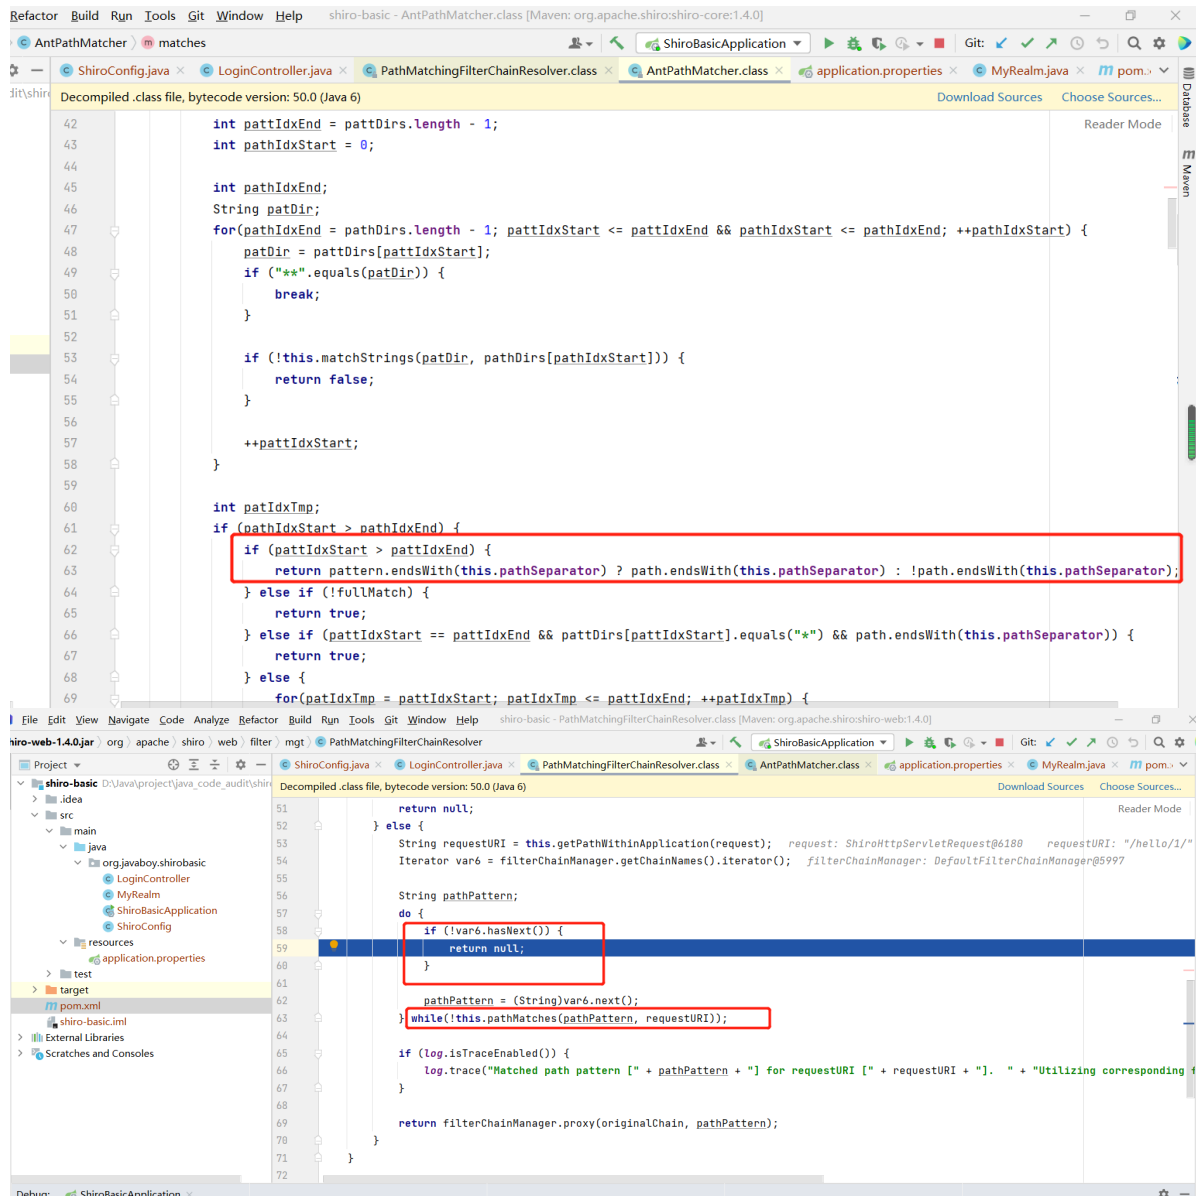 Refactor Build Run Tools Git Window Help shiro-basic - AntPathMatcher.class [Maven: org.apache.shiro:shiro-core:1.4.0]
AntPathMatcher matches ShiroBasicApplication Git:
ShiroConfig.java LoginController.java PathMatchingFilterChainResolver.class AntPathMatcher.class application.properties MyRealm.java pom.
Decompiled .class file, bytecode version: 50.0 (Java 6) Download Sources Choose Sources...
Reader Mode
Database
Maven
42 int pattIdxEnd = pattDirs.length - 1;
43 int pathIdxStart = 0;
44
45 int pathIdxEnd;
46 String patDir;
47 for(pathIdxEnd = pathDirs.length - 1; pattIdxStart <= pattIdxEnd && pathIdxStart <= pathIdxEnd; ++pathIdxStart) {
48 patDir = pattDirs[pattIdxStart];
49 if ("**".equals(patDir)) {
50 break;
51 }
52
53 if (!this.matchStrings(patDir, pathDirs[pathIdxStart])) {
54 return false;
55 }
56
57 ++pattIdxStart;
58 }
59
60 int patIdxTmp;
61 if (pathIdxStart > pathIdxEnd) {
62 if (pattIdxStart > pattIdxEnd) {
63 return pattern.endsWith(this.pathSeparator) ? path.endsWith(this.pathSeparator) : !path.endsWith(this.pathSeparator);
64 } else if (!fullMatch) {
65 return true;
66 } else if (pattIdxStart == pattIdxEnd && pattDirs[pattIdxStart].equals("*") && path.endsWith(this.pathSeparator)) {
67 return true;
68 } else {
69 for(patIdxTmp = pattIdxStart; patIdxTmp <= pattIdxEnd; ++patIdxTmp) {
File Edit View Navigate Code Analyze Refactor Build Run Tools Git Window Help shiro-basic - PathMatchingFilterChainResolver.class [Maven: org.apache.shiro:shiro-web:1.4.0]
hiro-web-1.4.0.jar org apache shiro web filter mgt PathMatchingFilterChainResolver ShiroBasicApplication Git:
Project ShiroConfig.java LoginController.java PathMatchingFilterChainResolver.class AntPathMatcher.class application.properties MyRealm.java pom.
Decompiled .class file, bytecode version: 50.0 (Java 6) Download Sources Choose Sources...
Reader Mode
shiro-basic D:\Java\project\java_code_audit\shiro
.idea
src
main
java
org.javaboy.shirobasic
LoginController
MyRealm
ShiroBasicApplication
ShiroConfig
resources
application.properties
test
target
pom.xml
shiro-basic.iml
External Libraries
Scratches and Consoles
51 return null;
52 } else {
53 String requestURI = this.getPathWithinApplication(request); request: ShiroHttpServletRequest@6180 requestURI: "/hello/1/"
54 Iterator var6 = filterChainManager.getChainNames().iterator(); filterChainManager: DefaultFilterChainManager@5997
55
56 String pathPattern;
57 do {
58 if (!var6.hasNext()) {
59 return null;
60 }
61
62 pathPattern = (String)var6.next();
63 } while(!this.pathMatches(pathPattern, requestURI));
64
65 if (log.isTraceEnabled()) {
66 log.trace("Matched path pattern [" + pathPattern + "] for requestURI [" + requestURI + "]. " + "Utilizing corresponding f
67 }
68
69 return filterChainManager.proxy(originalChain, pathPattern);
70 }
71 }
72
Debug: ShiroBasicApplication